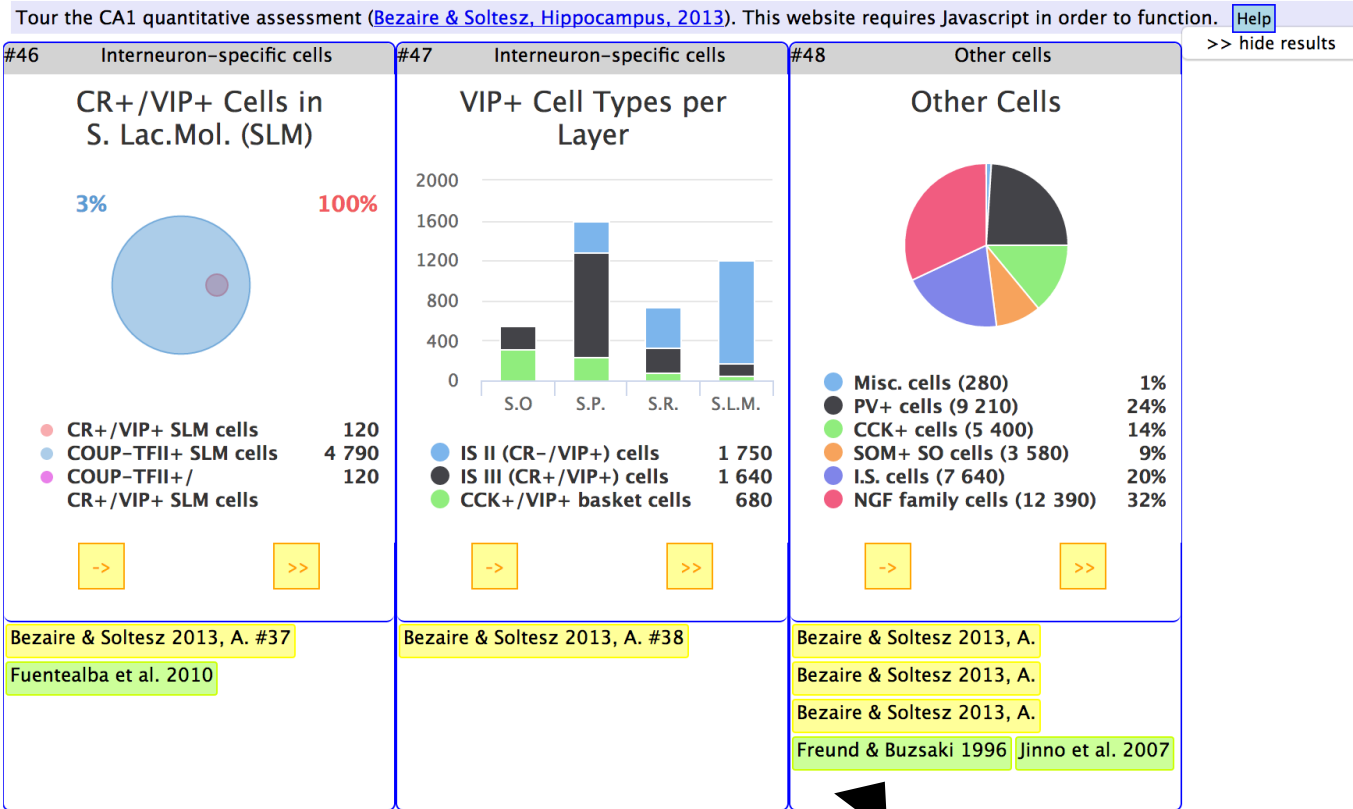 Tour the CA1 quantitative assessment (Bezaire & Soltesz, Hippocampus, 2013). This website requires Javascript in order to function. Help
>> hide results
#46 Interneuron-specific cells
CR+/VIP+ Cells in
S. Lac.Mol. (SLM)
3% 100%
CR+/VIP+ SLM cells 120
COUP-TFII+ SLM cells 4 790
COUP-TFII+/ 120
CR+/VIP+ SLM cells
-> >>
Bezaire & Soltesz 2013, A. #37
Fuentealba et al. 2010
#47 Interneuron-specific cells
VIP+ Cell Types per
Layer
2000
1600
1200
800
400
0
S.O S.P. S.R. S.L.M.
IS II (CR-/VIP+) cells 1 750
IS III (CR+/VIP+) cells 1 640
CCK+/VIP+ basket cells 680
-> >>
Bezaire & Soltesz 2013, A. #38
#48 Other cells
Other Cells
Misc. cells (280) 1%
PV+ cells (9 210) 24%
CCK+ cells (5 400) 14%
SOM+ SO cells (3 580) 9%
I.S. cells (7 640) 20%
NGF family cells (12 390) 32%
-> >>
Bezaire & Soltesz 2013, A.
Bezaire & Soltesz 2013, A.
Bezaire & Soltesz 2013, A.
Freund & Buzsaki 1996 Jinno et al. 2007